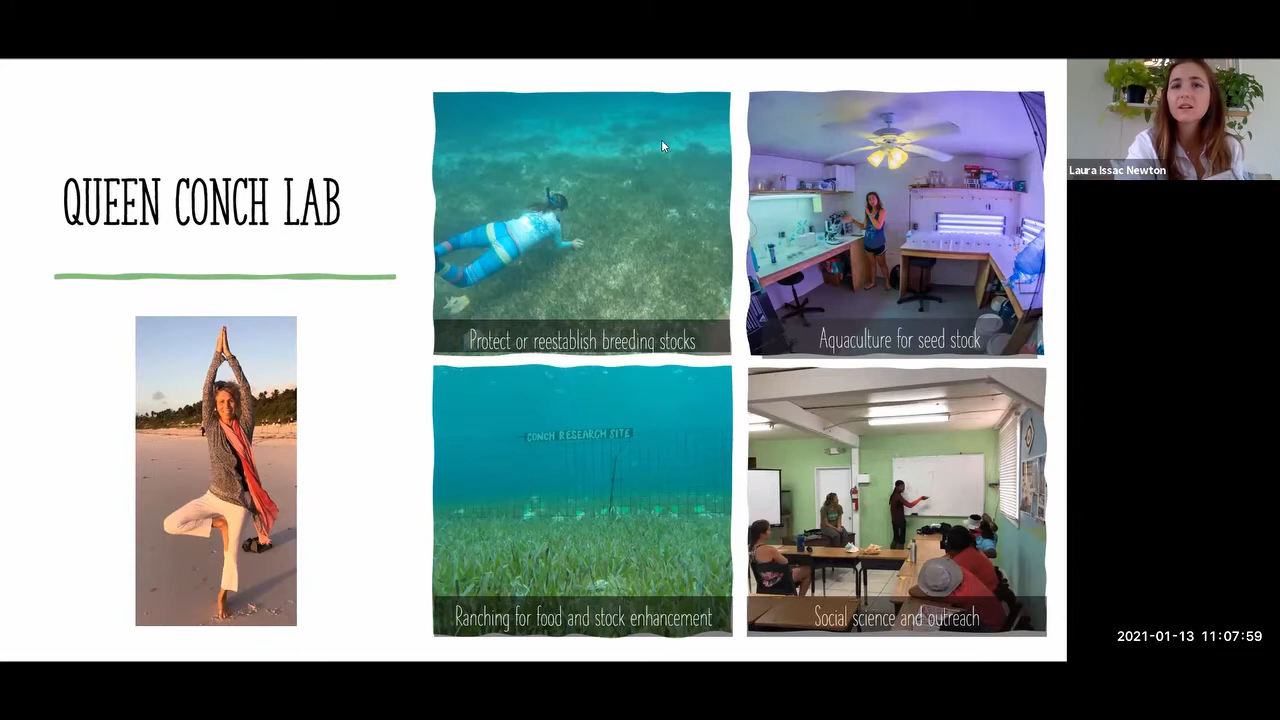 QUEEN CONCH LAB
Protect or reestablish breeding stocks
Aquaculture for seed stock
CONCH RESEARCH SITE
Ranching for food and stock enhancement
Social science and outreach
Laura Issac Newton
2021-01-13 11:07:59